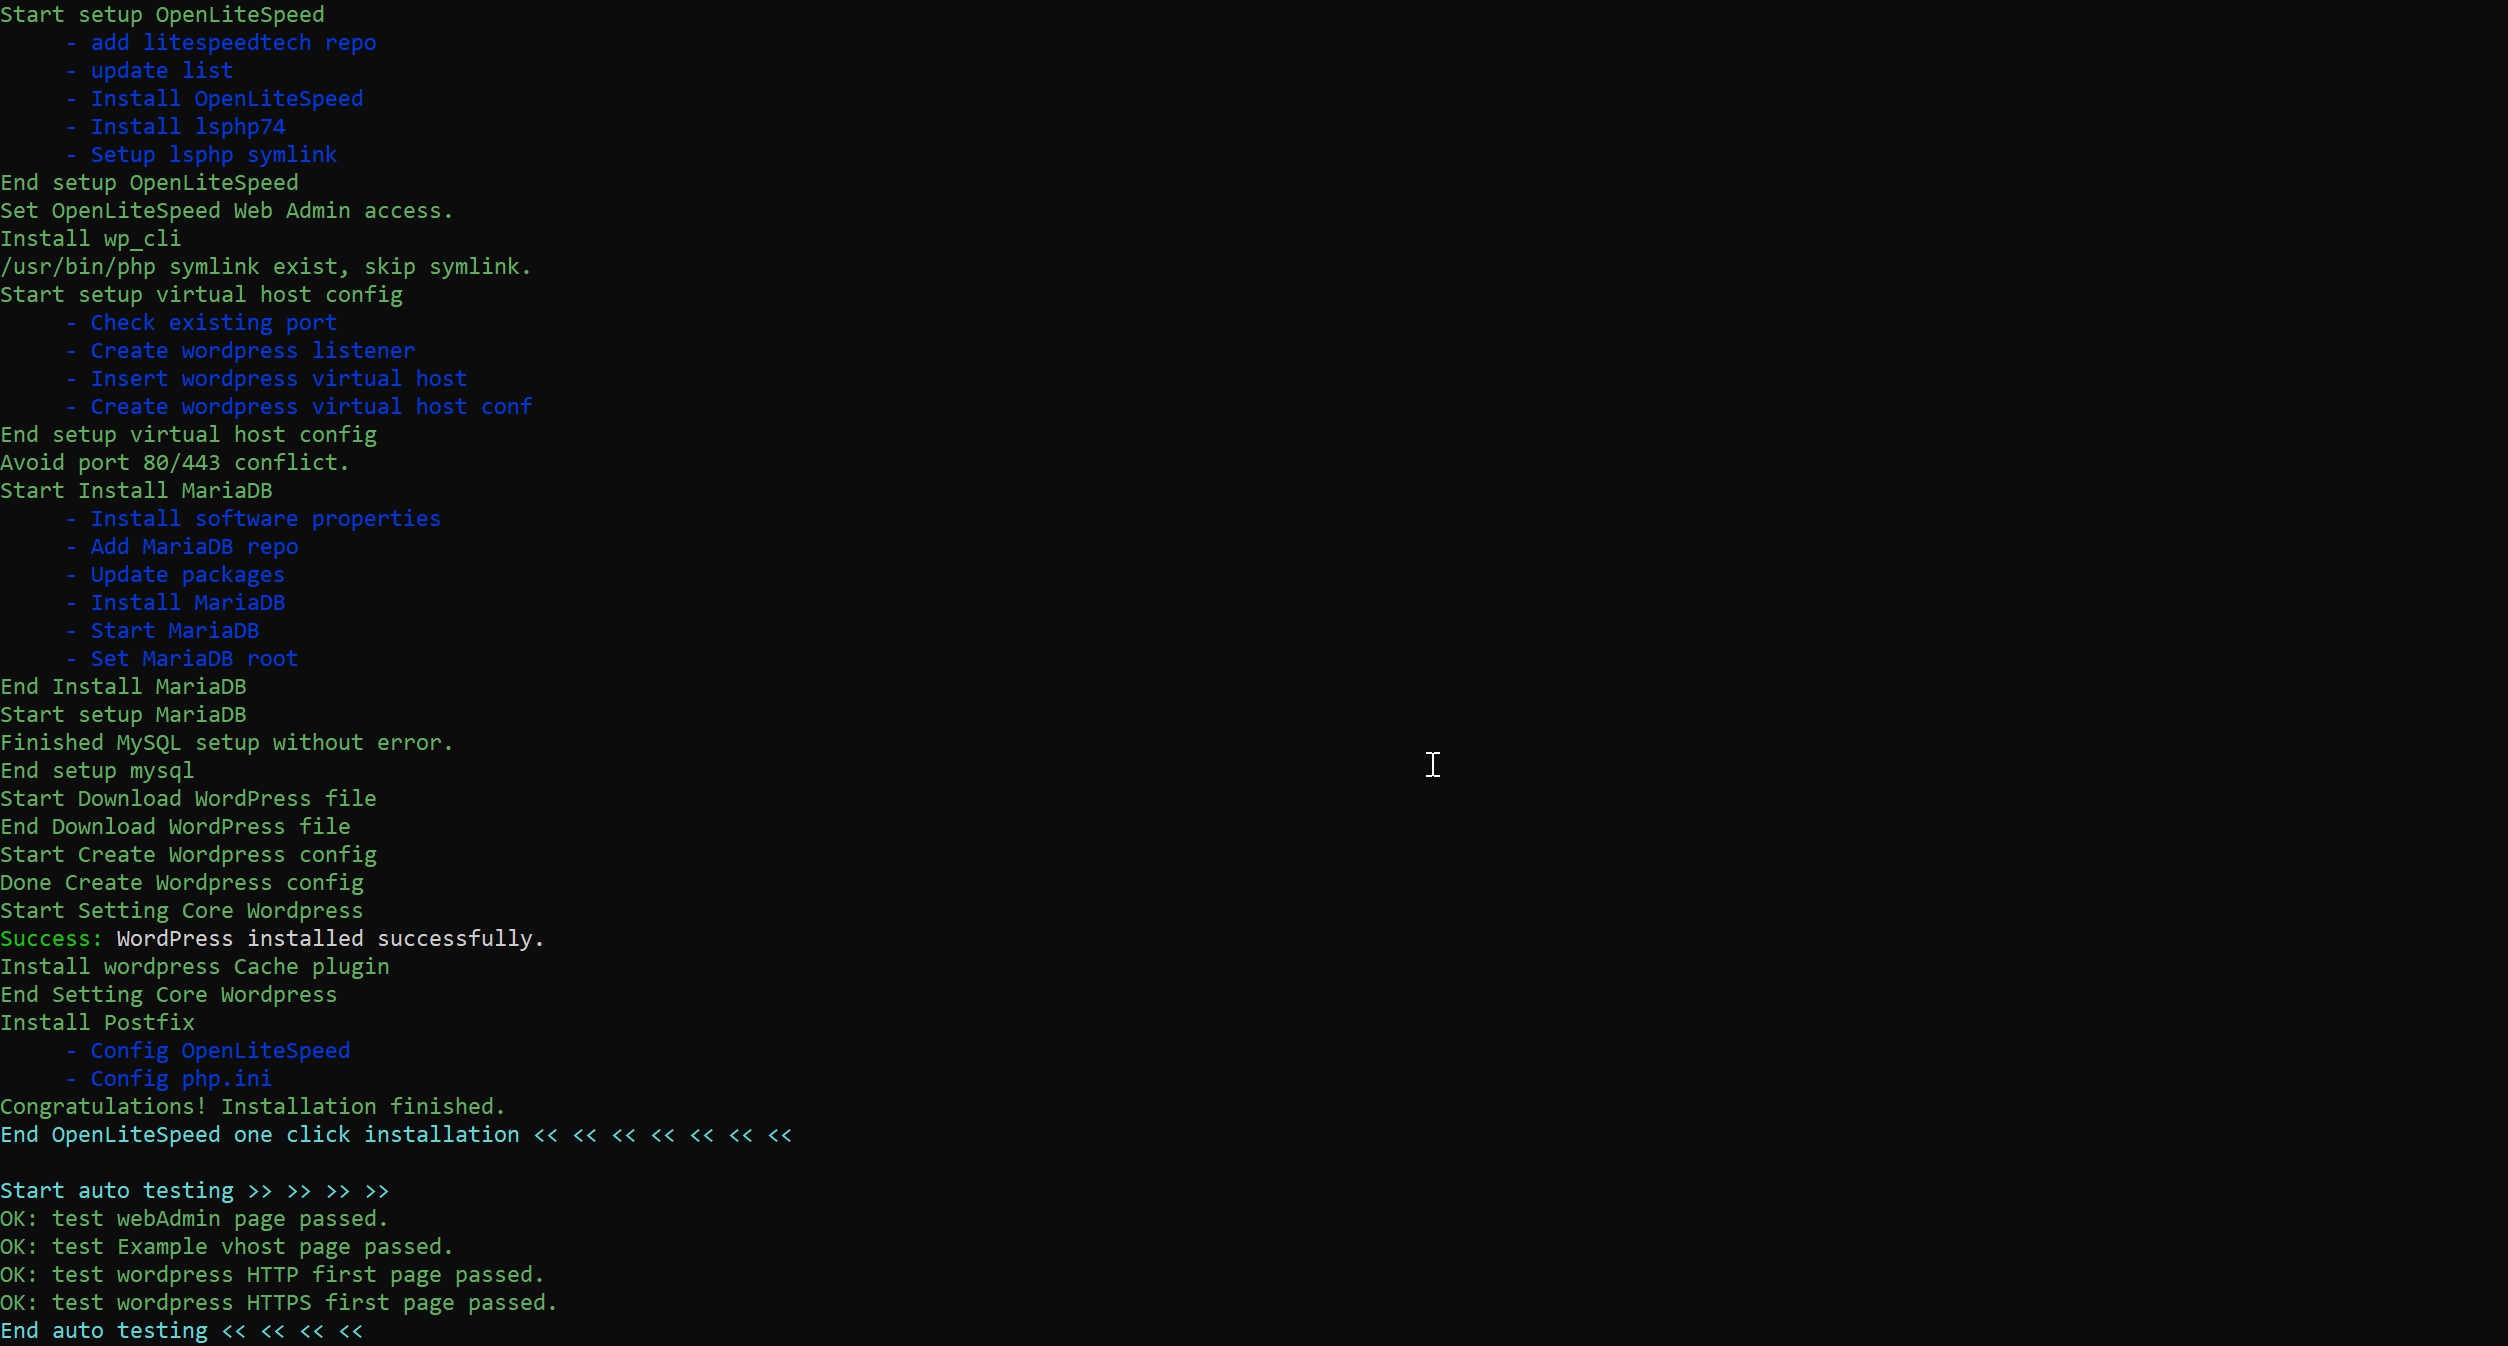 Start setup OpenLiteSpeed
- add litespeedtech repo
- update list
- Install OpenLiteSpeed
- Install lsphp74
- Setup lsphp symlink
End setup OpenLiteSpeed
Set OpenLiteSpeed Web Admin access.
Install wp_cli
/usr/bin/php symlink exist, skip symlink.
Start setup virtual host config
- Check existing port
- Create wordpress listener
- Insert wordpress virtual host
- Create wordpress virtual host conf
End setup virtual host config
Avoid port 80/443 conflict.
Start Install MariaDB
- Install software properties
- Add MariaDB repo
- Update packages
- Install MariaDB
- Start MariaDB
- Set MariaDB root
End Install MariaDB
Start setup MariaDB
Finished MySQL setup without error.
End setup mysql
Start Download WordPress file
End Download WordPress file
Start Create Wordpress config
Done Create Wordpress config
Start Setting Core Wordpress
Success: WordPress installed successfully.
Install wordpress Cache plugin
End Setting Core Wordpress
Install Postfix
- Config OpenLiteSpeed
- Config php.ini
Congratulations! Installation finished.
End OpenLiteSpeed one click installation << << << << << << <<
Start auto testing >> >> >> >>
OK: test webAdmin page passed.
OK: test Example vhost page passed.
OK: test wordpress HTTP first page passed.
OK: test wordpress HTTPS first page passed.
End auto testing << << << <<